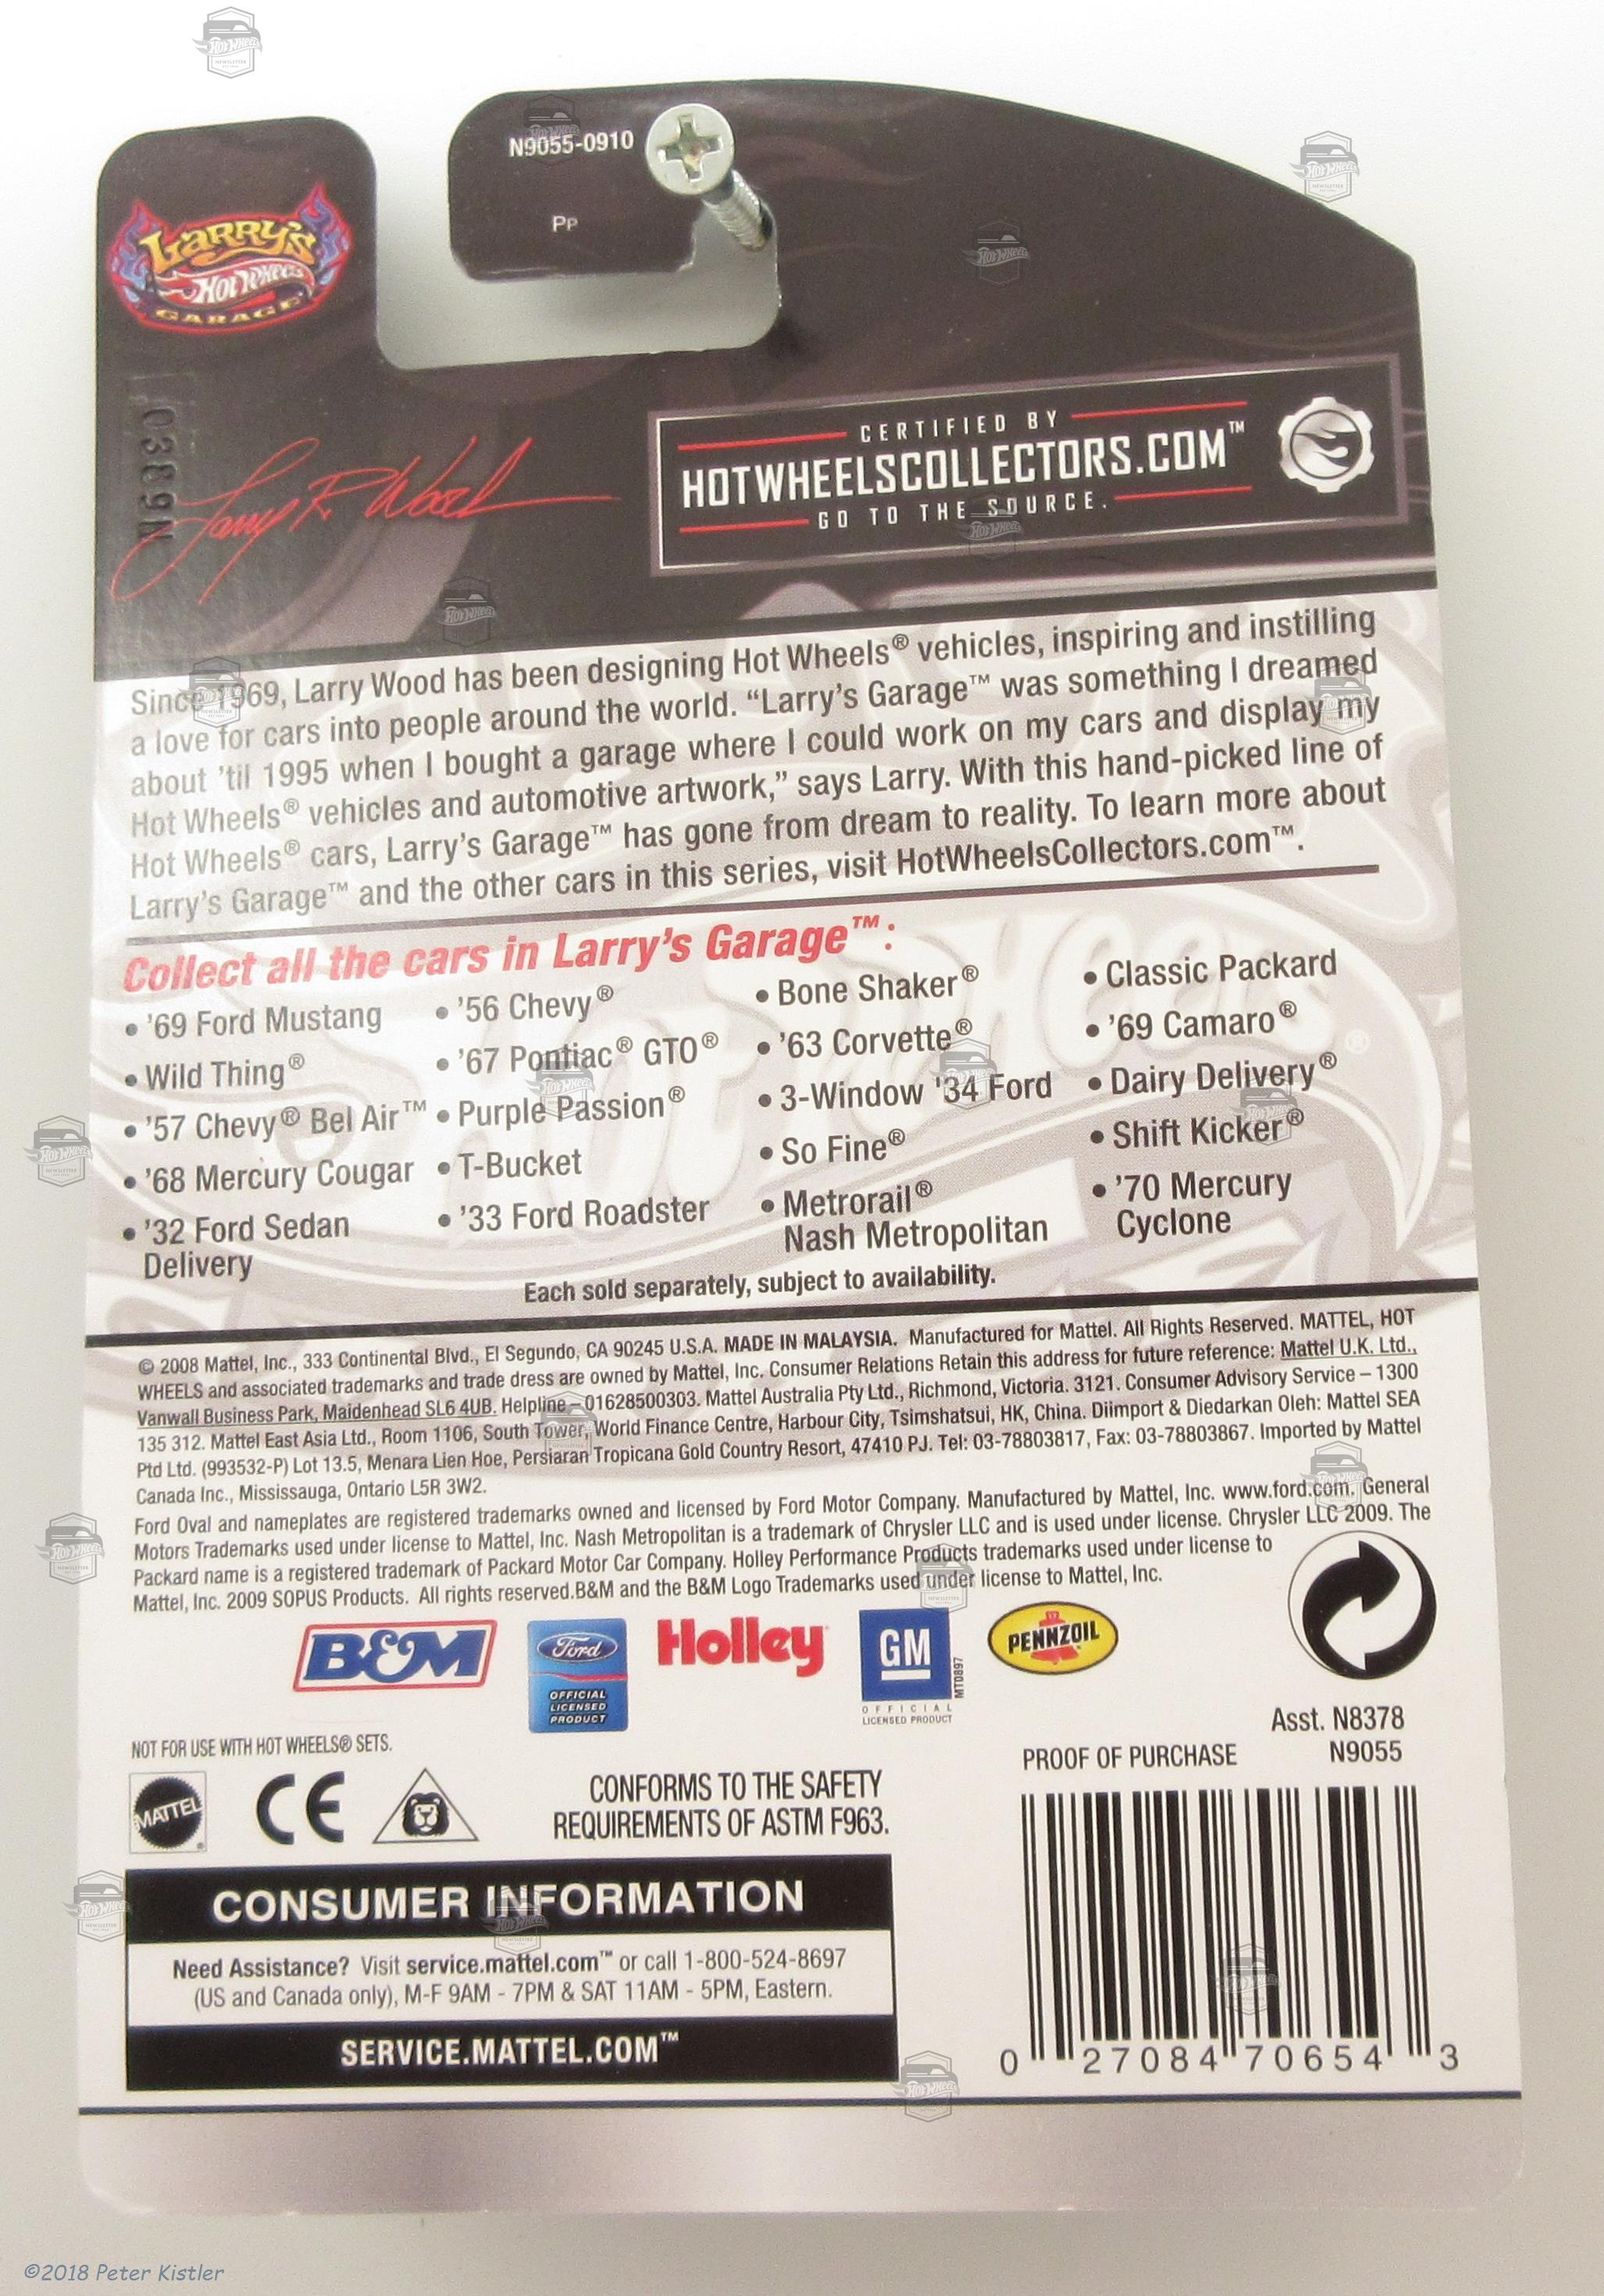 N9055-0910
PP
LARRY'S
HOT WHEELS
GARAGE
Larry R. Wood
CERTIFIED BY
HOTWHEELSCOLLECTORS.COM™
GO TO THE SOURCE.
Since 1969, Larry Wood has been designing Hot Wheels® vehicles, inspiring and instilling
a love for cars into people around the world. “Larry’s Garage™ was something I dreamed
about ’til 1995 when I bought a garage where I could work on my cars and display my
Hot Wheels® vehicles and automotive artwork,” says Larry. With this hand-picked line of
Hot Wheels® cars, Larry’s Garage™ has gone from dream to reality. To learn more about
Larry’s Garage™ and the other cars in this series, visit HotWheelsCollectors.com™.
Collect all the cars in Larry’s Garage™:
• ’69 Ford Mustang
• Wild Thing®
• ’57 Chevy® Bel Air™
• ’68 Mercury Cougar
• ’32 Ford Sedan
Delivery
• ’56 Chevy®
• ’67 Pontiac® GTO®
• Purple Passion®
• T-Bucket
• ’33 Ford Roadster
• Bone Shaker®
• ’63 Corvette®
• 3-Window '34 Ford
• So Fine®
• Metrorail®
Nash Metropolitan
• Classic Packard
• ’69 Camaro®
• Dairy Delivery®
• Shift Kicker®
• ’70 Mercury
Cyclone
Each sold separately, subject to availability.
© 2008 Mattel, Inc., 333 Continental Blvd., El Segundo, CA 90245 U.S.A. MADE IN MALAYSIA. Manufactured for Mattel. All Rights Reserved. MATTEL, HOT
WHEELS and associated trademarks and trade dress are owned by Mattel, Inc. Consumer Relations Retain this address for future reference: Mattel U.K. Ltd.,
Vanwall Business Park, Maidenhead SL6 4UB. Helpline – 01628500303. Mattel Australia Pty Ltd., Richmond, Victoria. 3121. Consumer Advisory Service – 1300
135 312. Mattel East Asia Ltd., Room 1106, South Tower, World Finance Centre, Harbour City, Tsimshatsui, HK, China. Diimport & Diedarkan Oleh: Mattel SEA
Ptd Ltd. (993532-P) Lot 13.5, Menara Lien Hoe, Persiaran Tropicana Gold Country Resort, 47410 PJ. Tel: 03-78803817, Fax: 03-78803867. Imported by Mattel
Canada Inc., Mississauga, Ontario L5R 3W2.
Ford Oval and nameplates are registered trademarks owned and licensed by Ford Motor Company. Manufactured by Mattel, Inc. www.ford.com. General
Motors Trademarks used under license to Mattel, Inc. Nash Metropolitan is a trademark of Chrysler LLC and is used under license. Chrysler LLC 2009. The
Packard name is a registered trademark of Packard Motor Car Company. Holley Performance Products trademarks used under license to
Mattel, Inc. 2009 SOPUS Products. All rights reserved.B&M and the B&M Logo Trademarks used under license to Mattel, Inc.
B&M
Ford
OFFICIAL
LICENSED
PRODUCT
Holley
GM
OFFICIAL
LICENSED PRODUCT
MT0897
PENNZOIL
NOT FOR USE WITH HOT WHEELS® SETS.
MATTEL
CE
CONFORMS TO THE SAFETY
REQUIREMENTS OF ASTM F963.
Asst. N8378
PROOF OF PURCHASE N9055
CONSUMER INFORMATION
Need Assistance? Visit service.mattel.com™ or call 1-800-524-8697
(US and Canada only), M-F 9AM - 7PM & SAT 11AM - 5PM, Eastern.
SERVICE.MATTEL.COM™
0 27084 70654 3
©2018 Peter Kistler